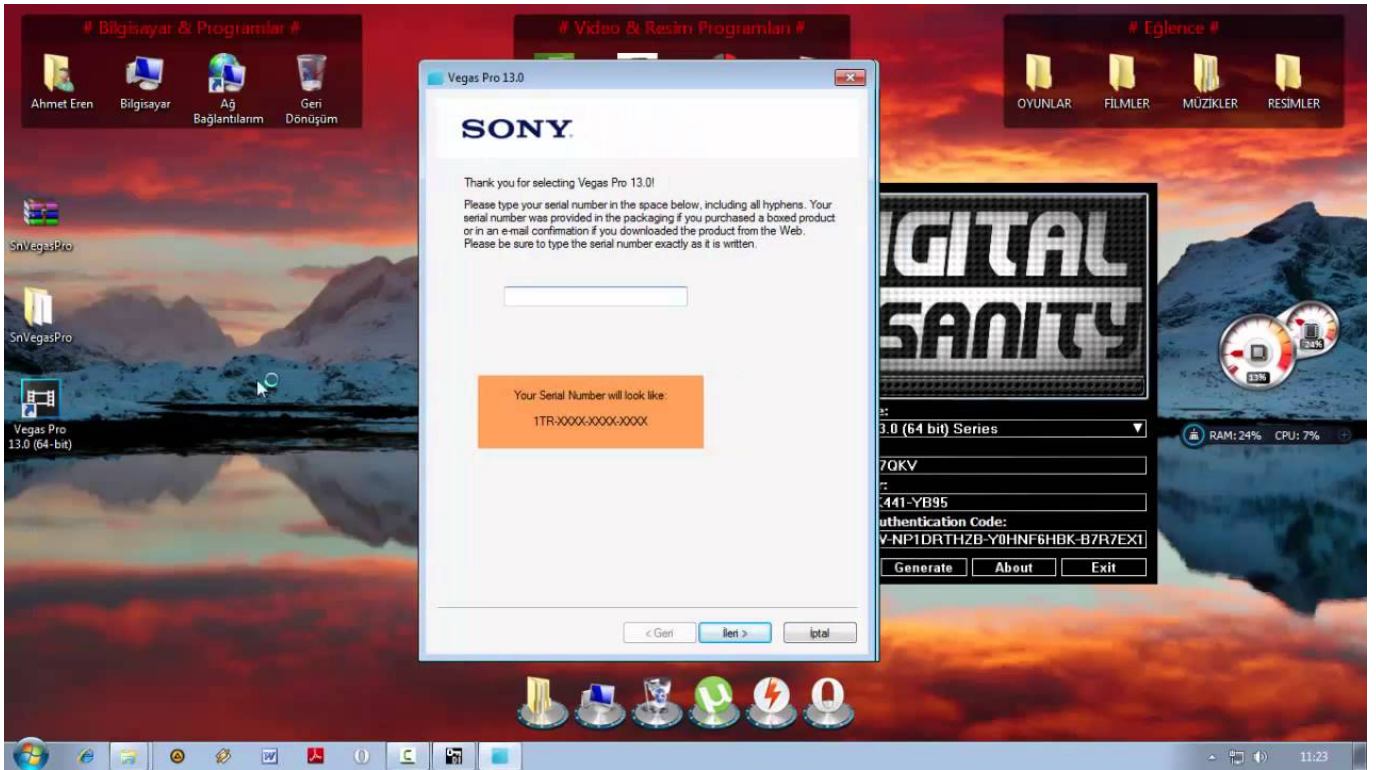 # Bilgisayar & Programlar #
# Video & Resim Programları #
# Eğlence #
Ahmet Eren
Bilgisayar
Ağ
Bağlantılarım
Geri
Dönüşüm
OYUNLAR
FİLMLER
MÜZİKLER
RESİMLER
SnVegasPro
SnVegasPro
Vegas Pro
13.0 (64-bit)
Vegas Pro 13.0
SONY
Thank you for selecting Vegas Pro 13.0!
Please type your serial number in the space below, including all hyphens. Your
serial number was provided in the packaging if you purchased a boxed product
or in an e-mail confirmation if you downloaded the product from the Web.
Please be sure to type the serial number exactly as it is written.
Your Serial Number will look like:
1TR-XXXX-XXXX-XXXX
< Geri
İleri >
İptal
IGITAL
SANITY
3.0 (64 bit) Series
7QKV
441-YB95
uthentication Code:
V-NP1DRTHZB-Y0HNF6HBK-B7R7EX1
Generate
About
Exit
24%
13%
RAM: 24%
CPU: 7%
11:23